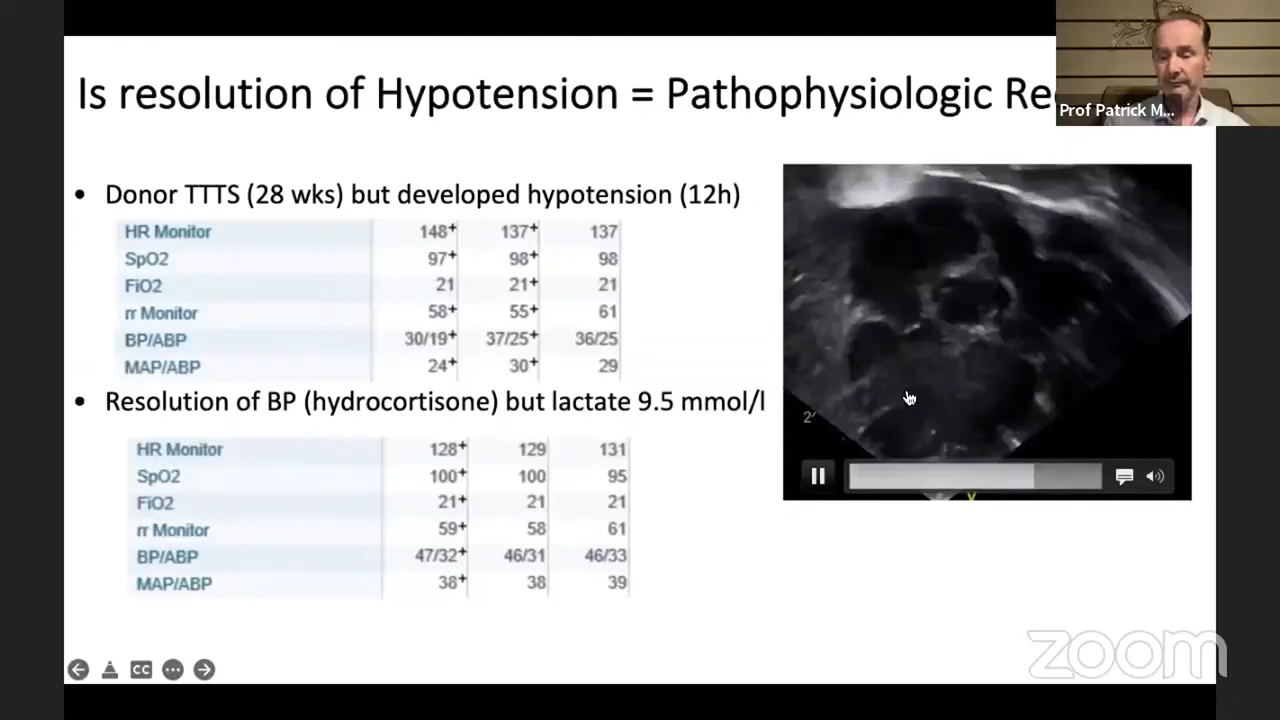 Is resolution of Hypotension = Pathophysiologic
Prof Patrick M...
• Donor TTTS (28 wks) but developed hypotension (12h)
HR Monitor 148+ 137+ 137
SpO2 97+ 98+ 98
FiO2 21 21+ 21
rr Monitor 58+ 55+ 61
BP/ABP 30/19+ 37/25+ 36/25
MAP/ABP 24+ 30+ 29
• Resolution of BP (hydrocortisone) but lactate 9.5 mmol/l
HR Monitor 128+ 129 131
SpO2 100+ 100 95
FiO2 21+ 21 21
rr Monitor 59+ 58 61
BP/ABP 47/32+ 46/31 46/33
MAP/ABP 38+ 38 39
V
CC
zoom